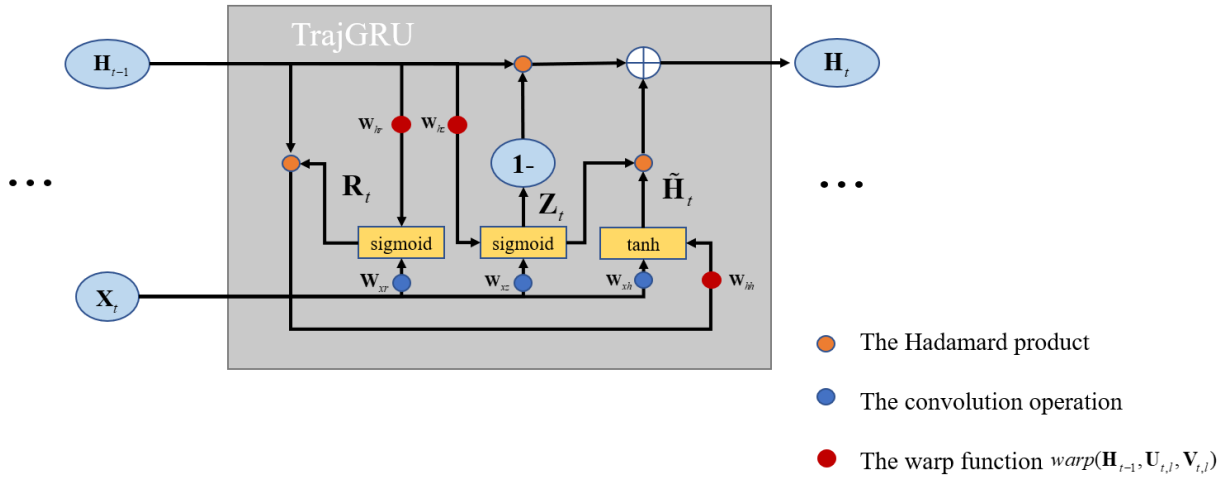 TrajGRU
H_{t-1}
H_t
W_{hr}
W_{hz}
...
1-
...
R_t
Z_t
H̃_t
sigmoid
sigmoid
tanh
W_{xr}
W_{xz}
W_{xh}
W_{hh}
X_t
The Hadamard product
The convolution operation
The warp function warp(H_{t-1}, U_{t,l}, V_{t,l})